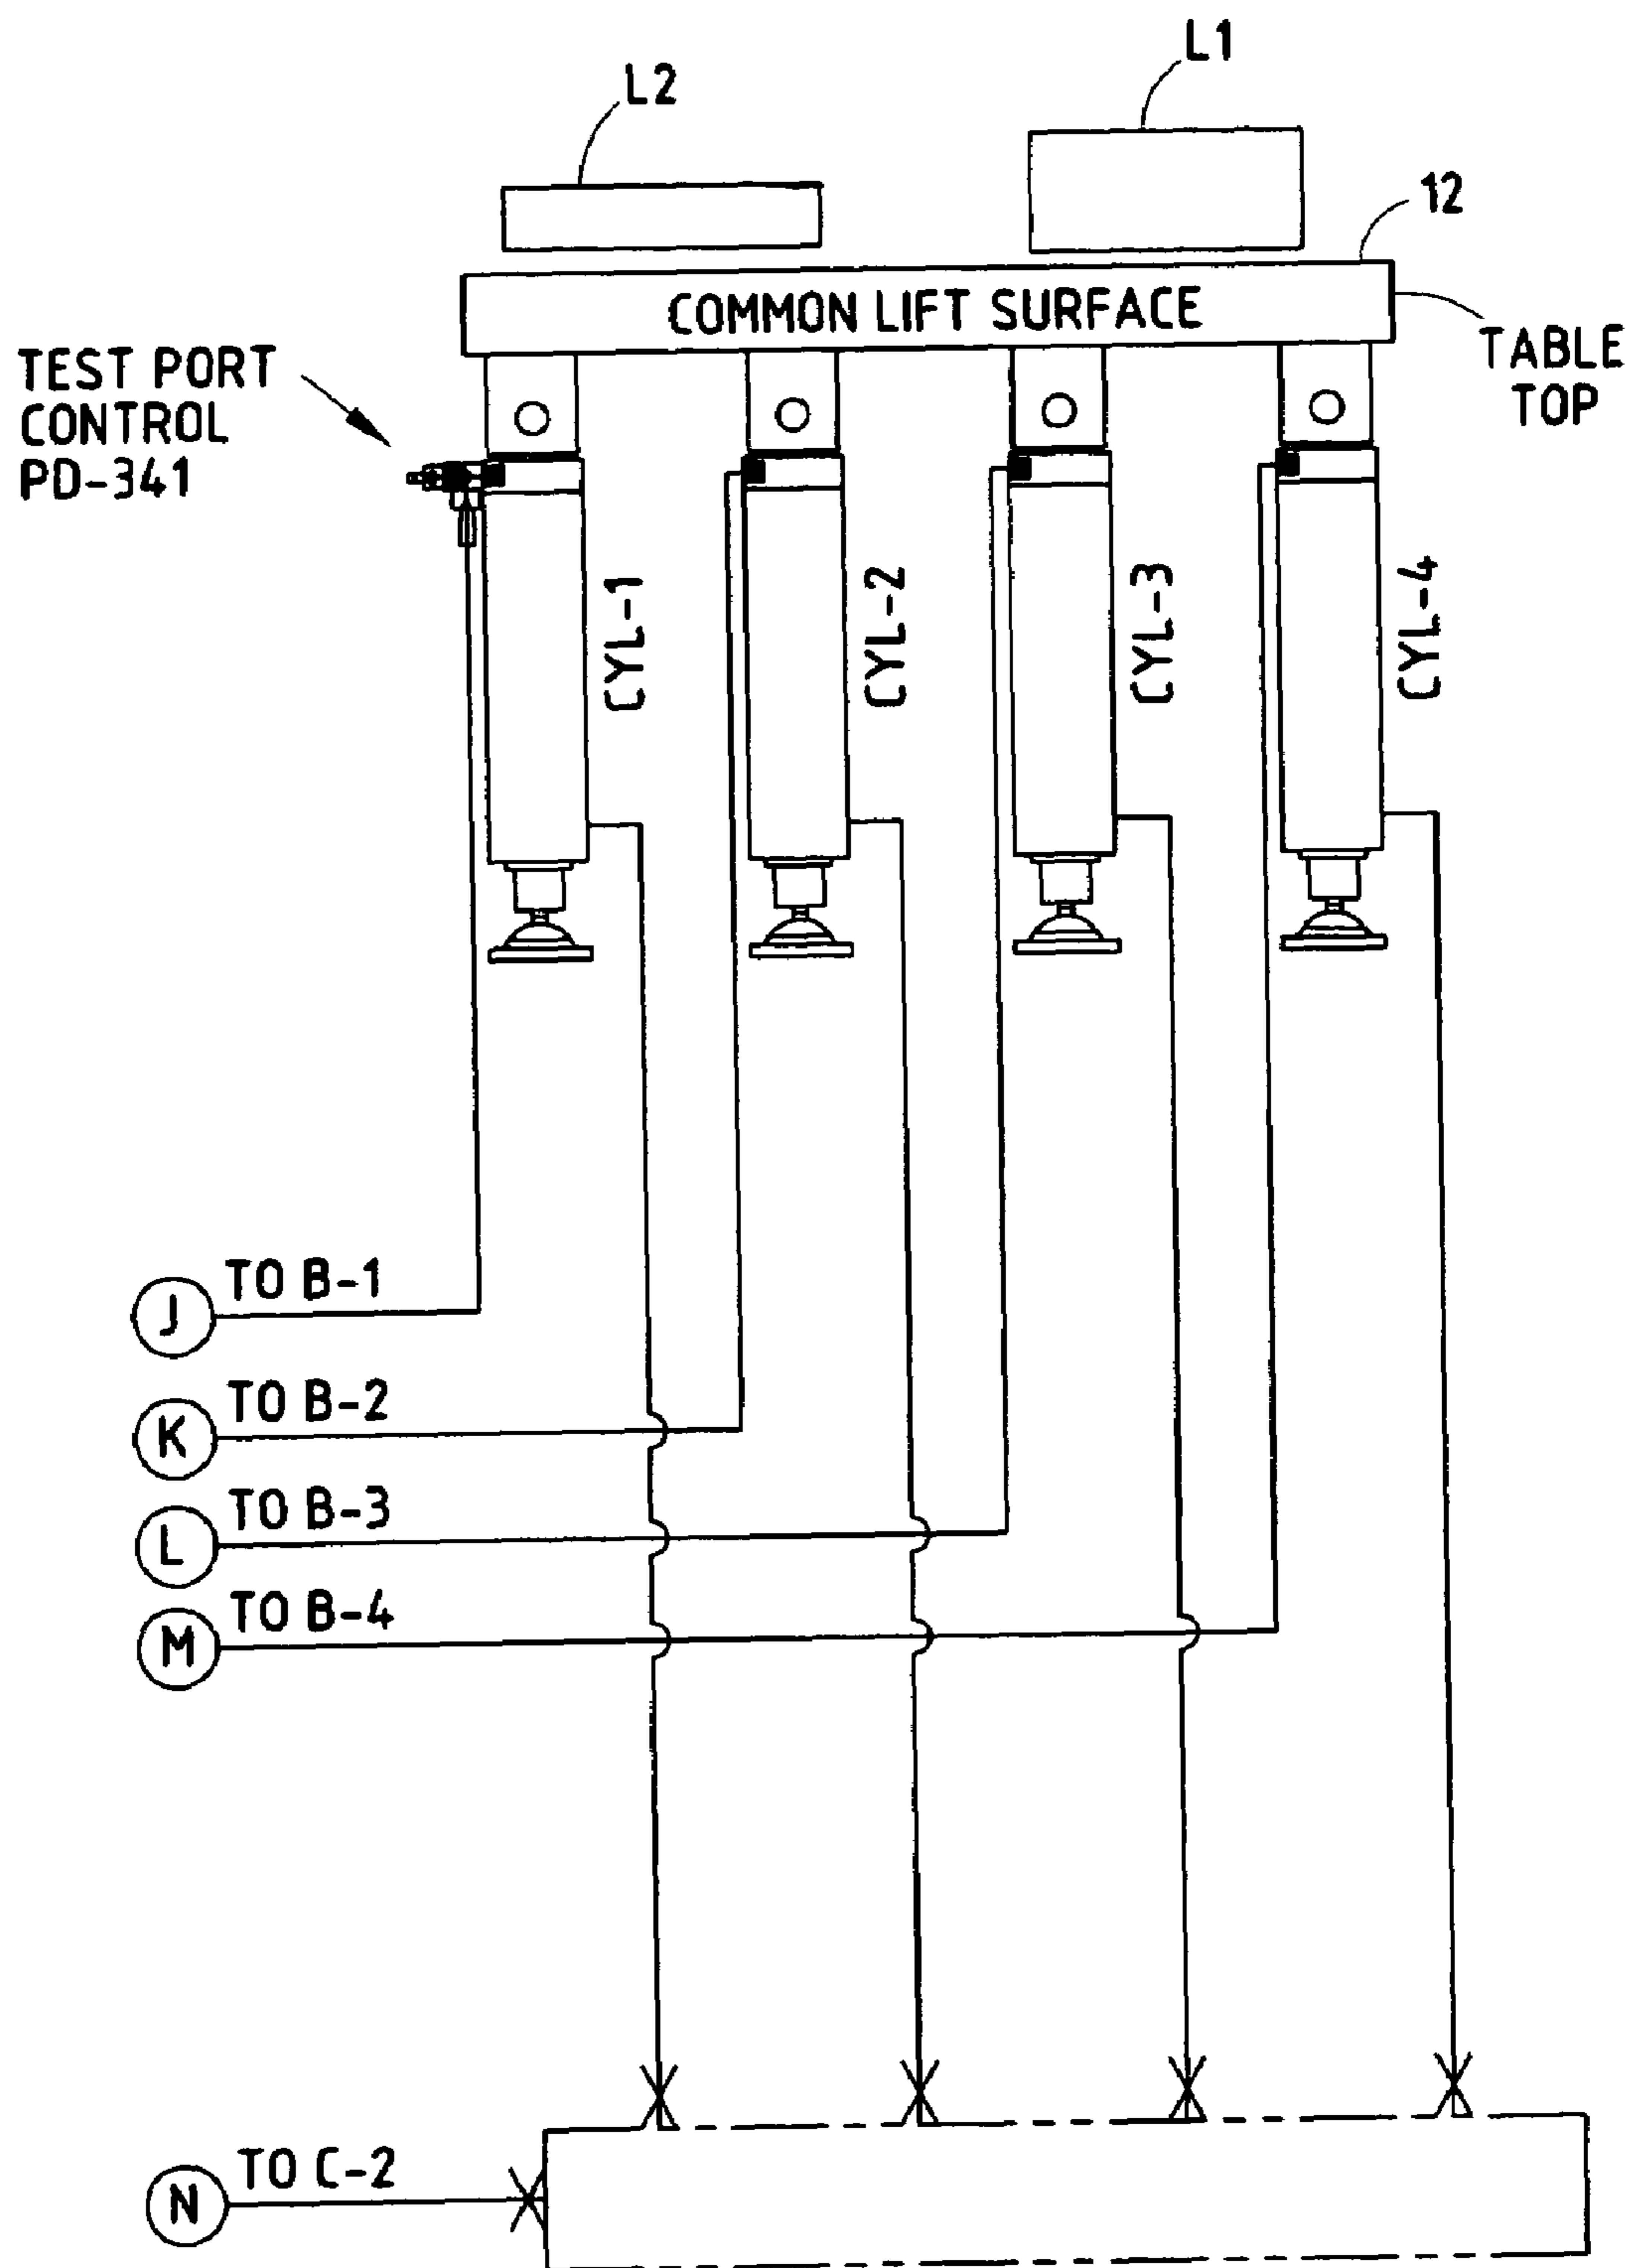 L1
L2
12
COMMON LIFT SURFACE
TABLE
TOP
TEST PORT
CONTROL
PD-341
CYL-1
CYL-2
CYL-3
CYL-4
TO B-1
J
TO B-2
K
TO B-3
L
TO B-4
M
TO C-2
N